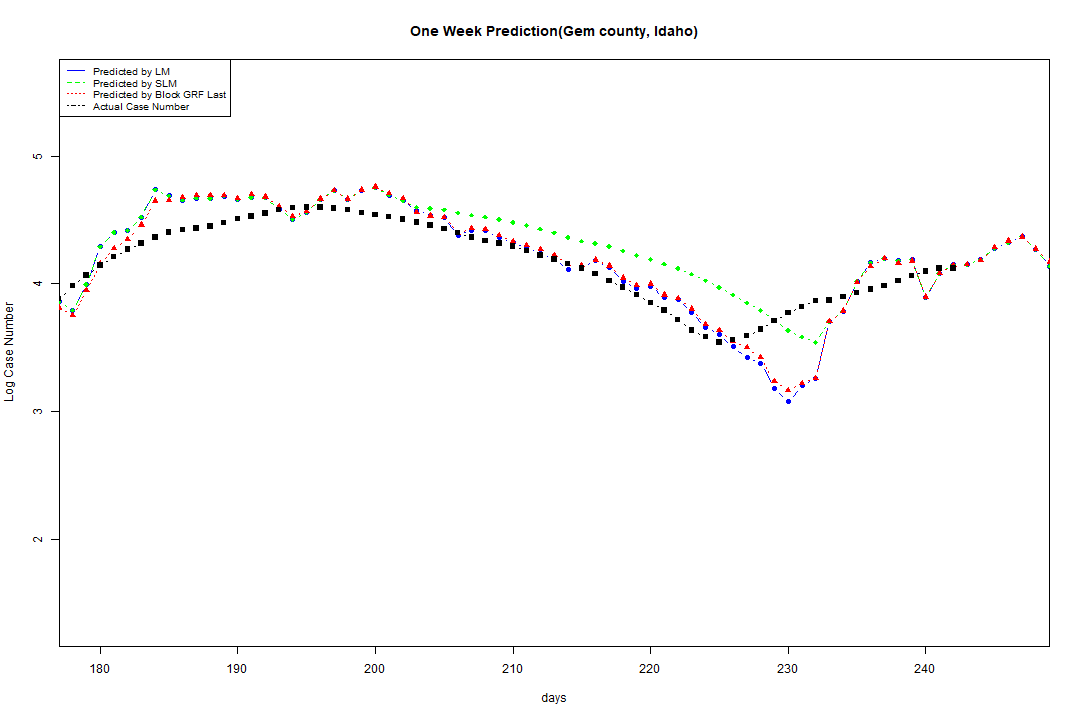 One Week Prediction(Gem county, Idaho)
Predicted by LM
Predicted by SLM
Predicted by Block GRF Last
Actual Case Number
5
4
3
2
Log Case Number
180 190 200 210 220 230 240
days